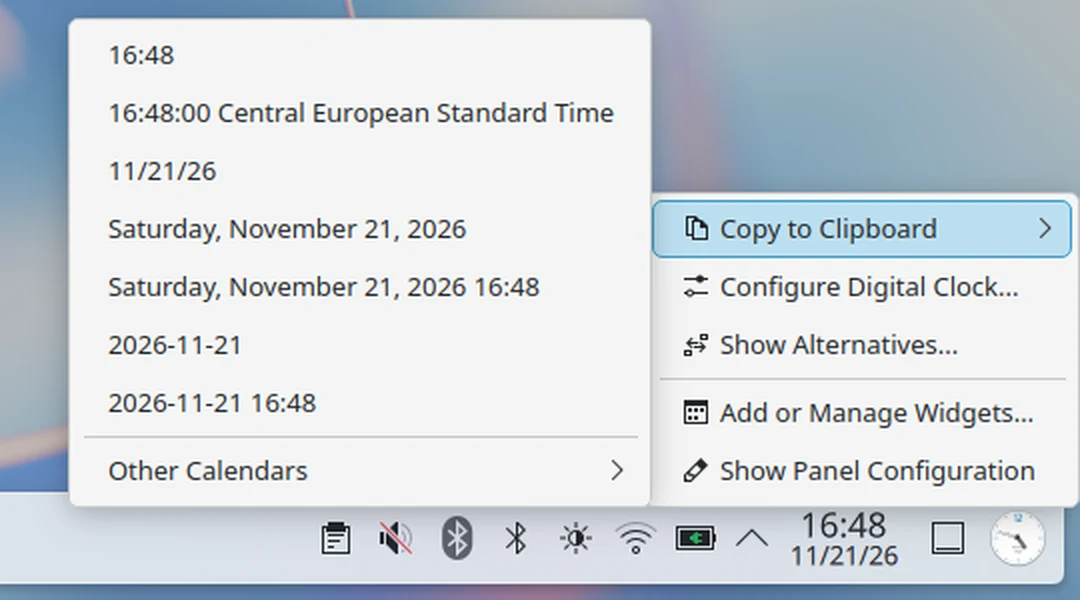 16:48
16:48:00 Central European Standard Time
11/21/26
Saturday, November 21, 2026
Saturday, November 21, 2026 16:48
2026-11-21
2026-11-21 16:48
Other Calendars
Copy to Clipboard
Configure Digital Clock...
Show Alternatives...
Add or Manage Widgets...
Show Panel Configuration
16:48
11/21/26
12